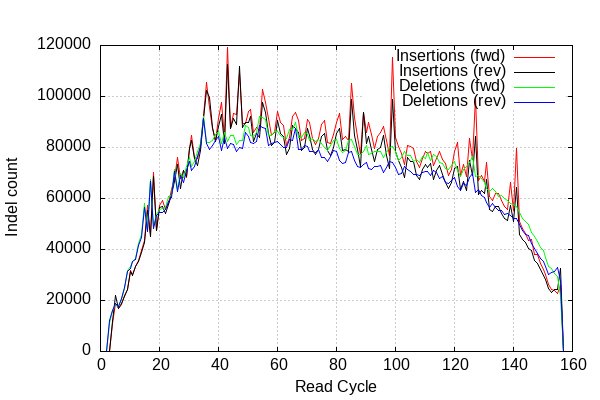 120000
Insertions (fwd)
Insertions (rev)
Deletions (fwd)
Deletions (rev)
100000
80000
60000
40000
20000
0
Indel count
0 20 40 60 80 100 120 140 160
Read Cycle